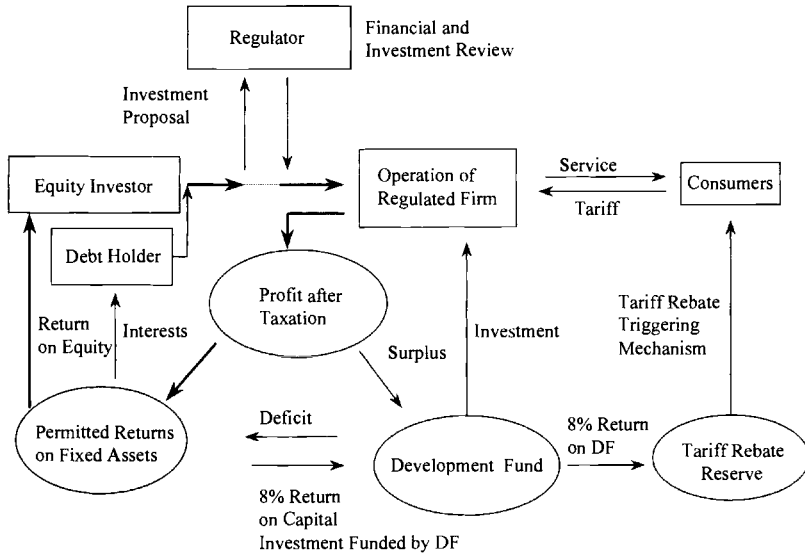 Regulator
Financial and
Investment Review
Investment
Proposal
Equity Investor
Debt Holder
Operation of
Regulated Firm
Service
Tariff
Consumers
Profit after
Taxation
Return
on Equity
Interests
Surplus
Investment
Tariff Rebate
Triggering
Mechanism
Permitted Returns
on Fixed Assets
Deficit
8% Return
on Capital
Investment Funded by DF
Development Fund
8% Return
on DF
Tariff Rebate
Reserve